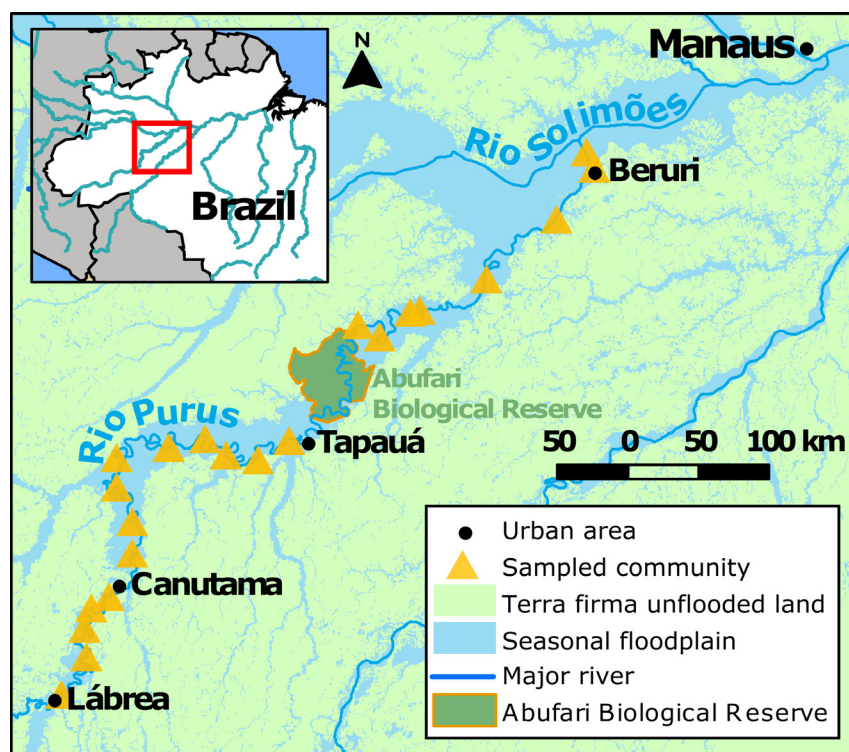 N
Manaus
Rio Solimões
Beruri
Brazil
Abufari
Biological Reserve
Rio Purus
Tapauá
50 0 50 100 km
Canutama
Lábrea
Urban area
Sampled community
Terra firma unflooded land
Seasonal floodplain
Major river
Abufari Biological Reserve